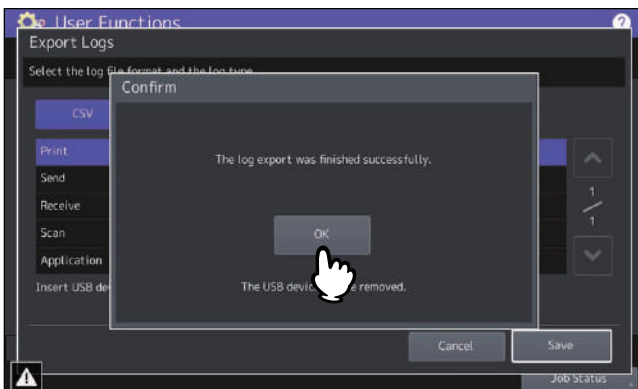 User Functions
?
Export Logs
Select the log file format and the log type
CSV
Confirm
Print
Send
Receive
Scan
Application
The log export was finished successfully.
OK
1
1
Insert USB de
The USB devic e removed.
Cancel
Save
Job Status